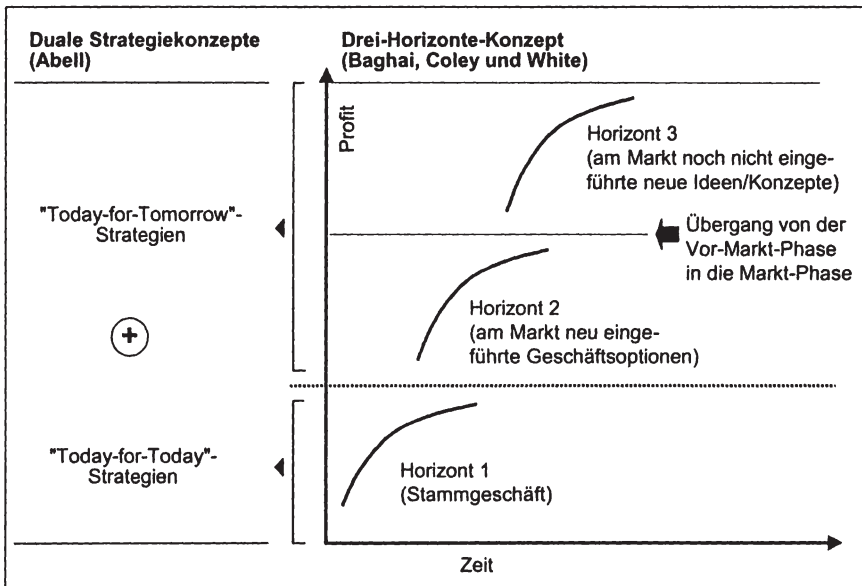 Duale Strategiekonzepte
(Abell)
Drei-Horizonte-Konzept
(Baghai, Coley und White)
Profit
Horizont 3
(am Markt noch nicht einge-
führte neue Ideen/Konzepte)
"Today-for-Tomorrow"-
Strategien
Übergang von der
Vor-Markt-Phase
in die Markt-Phase
+
Horizont 2
(am Markt neu einge-
führte Geschäftsoptionen)
"Today-for-Today"-
Strategien
Horizont 1
(Stammgeschäft)
Zeit